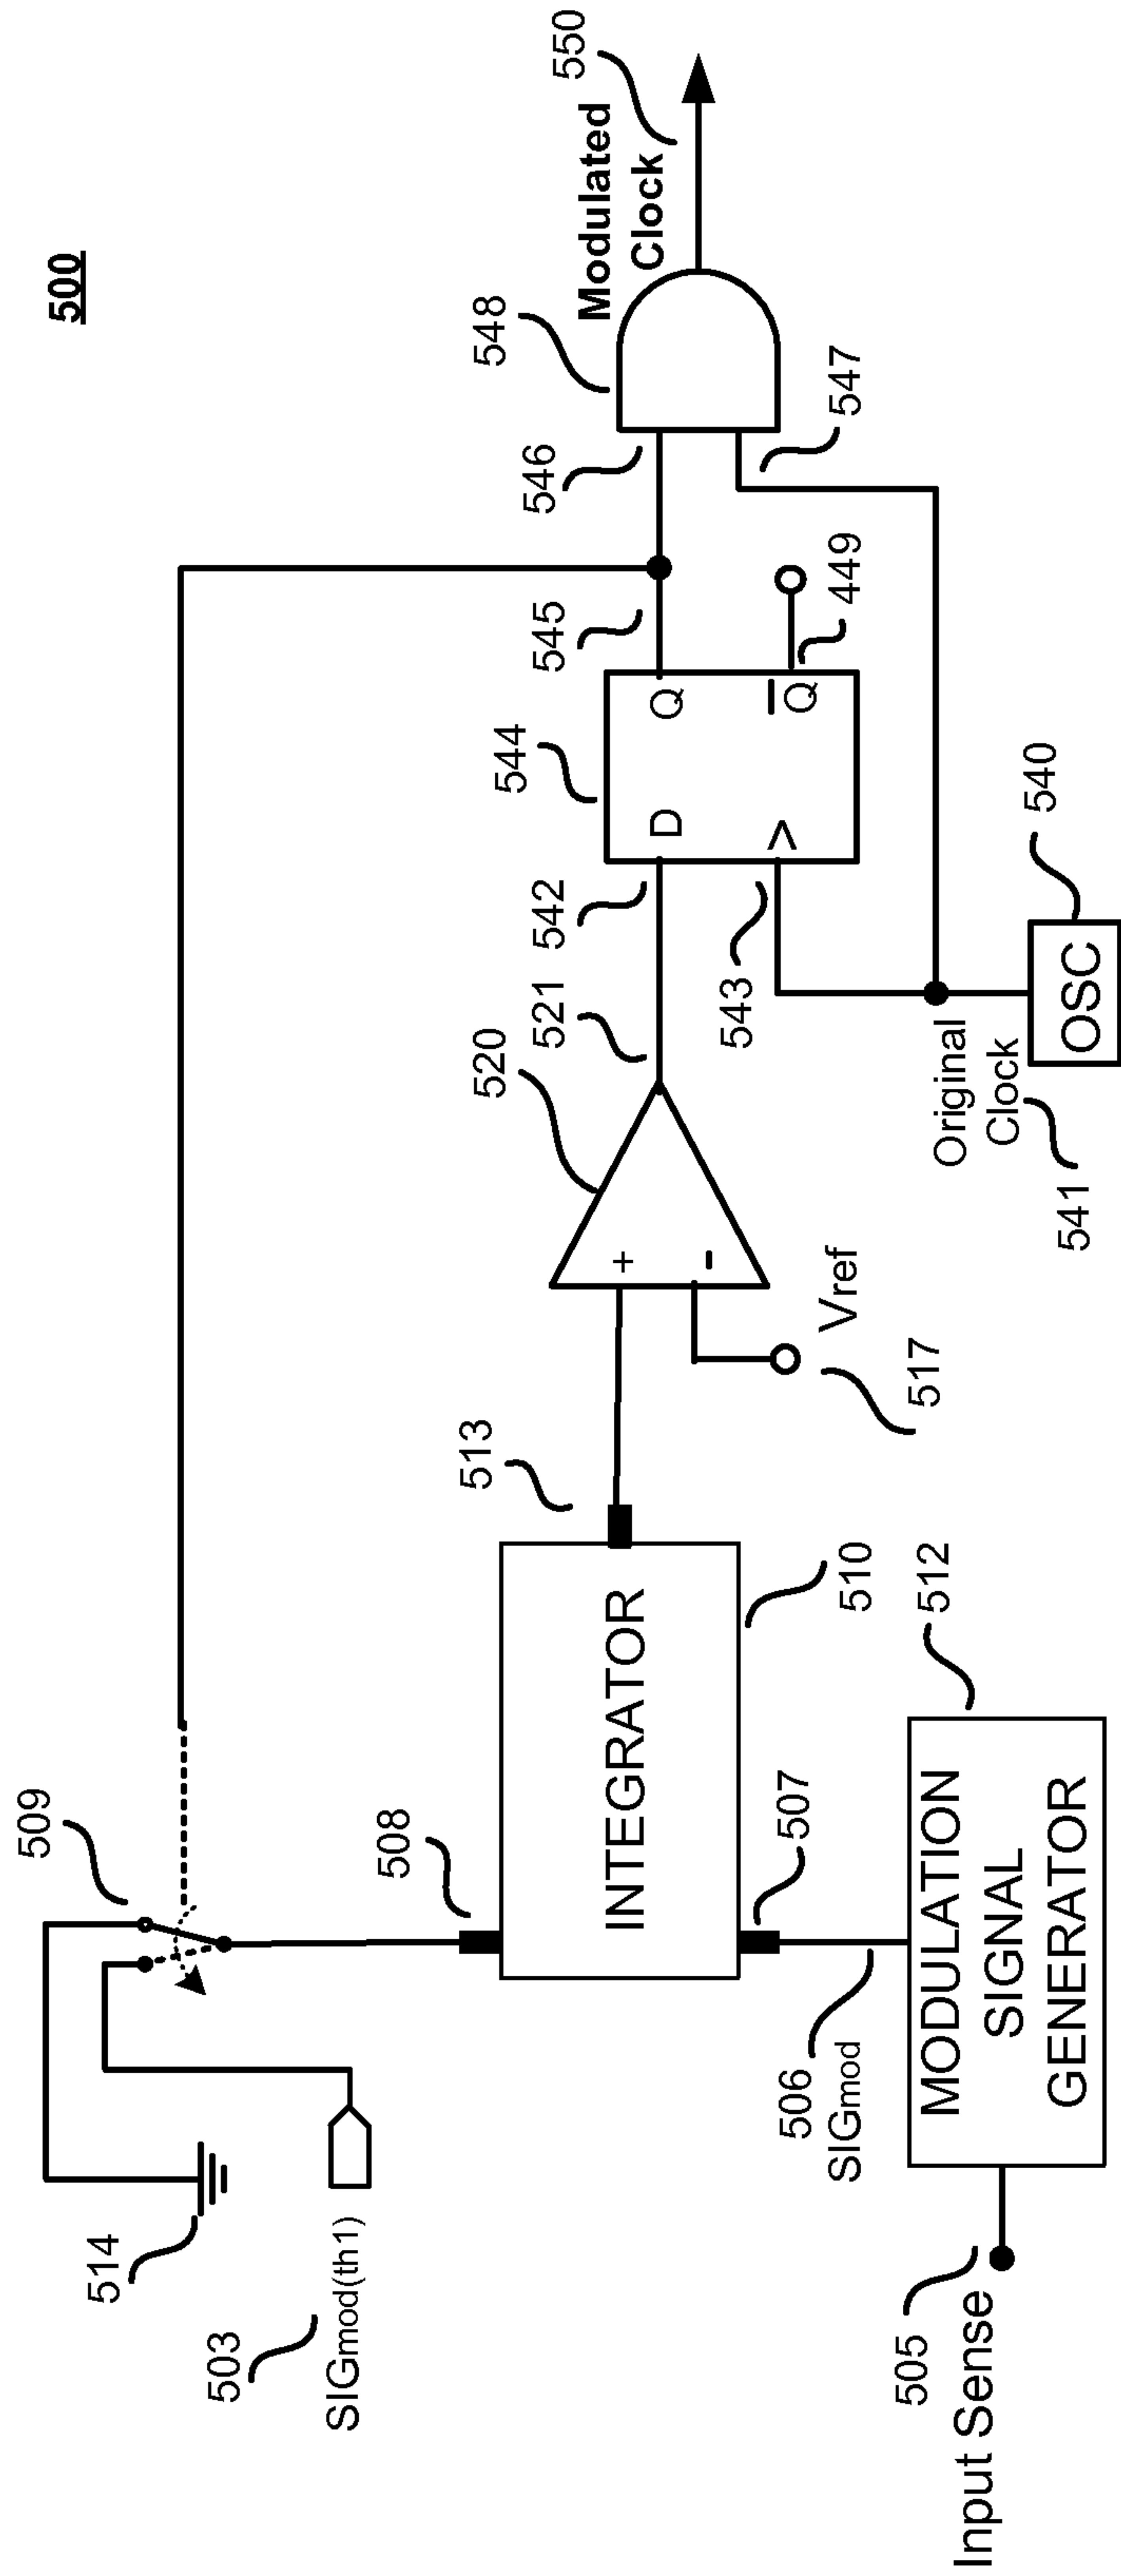 500
509
514
503
SIGmod(th1)
508
INTEGRATOR
510
507
506
SIGmod
512
MODULATION
SIGNAL
GENERATOR
505
Input Sense
513
+
-
Vref
517
520
521
542
543
544
D
>
Q
Q
545
449
546
547
548
Original
Clock
541
OSC
540
Modulated
Clock
550